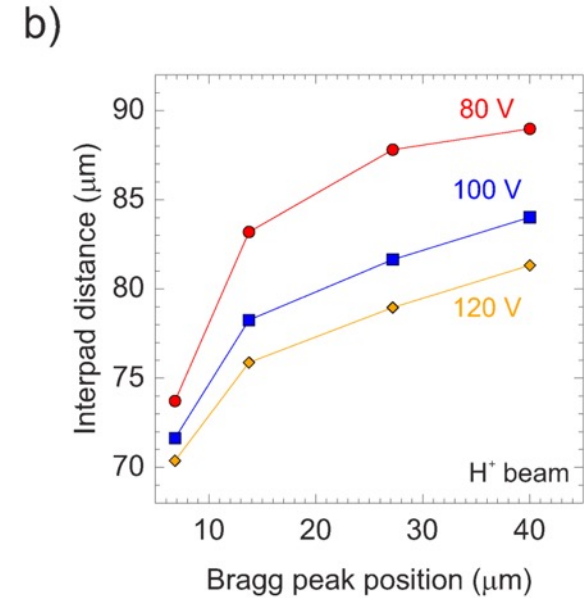 b)
90
80 V
100 V
85
80
120 V
75
70
H⁺ beam
10 20 30 40
Bragg peak position (μm)
Interpad distance (μm)